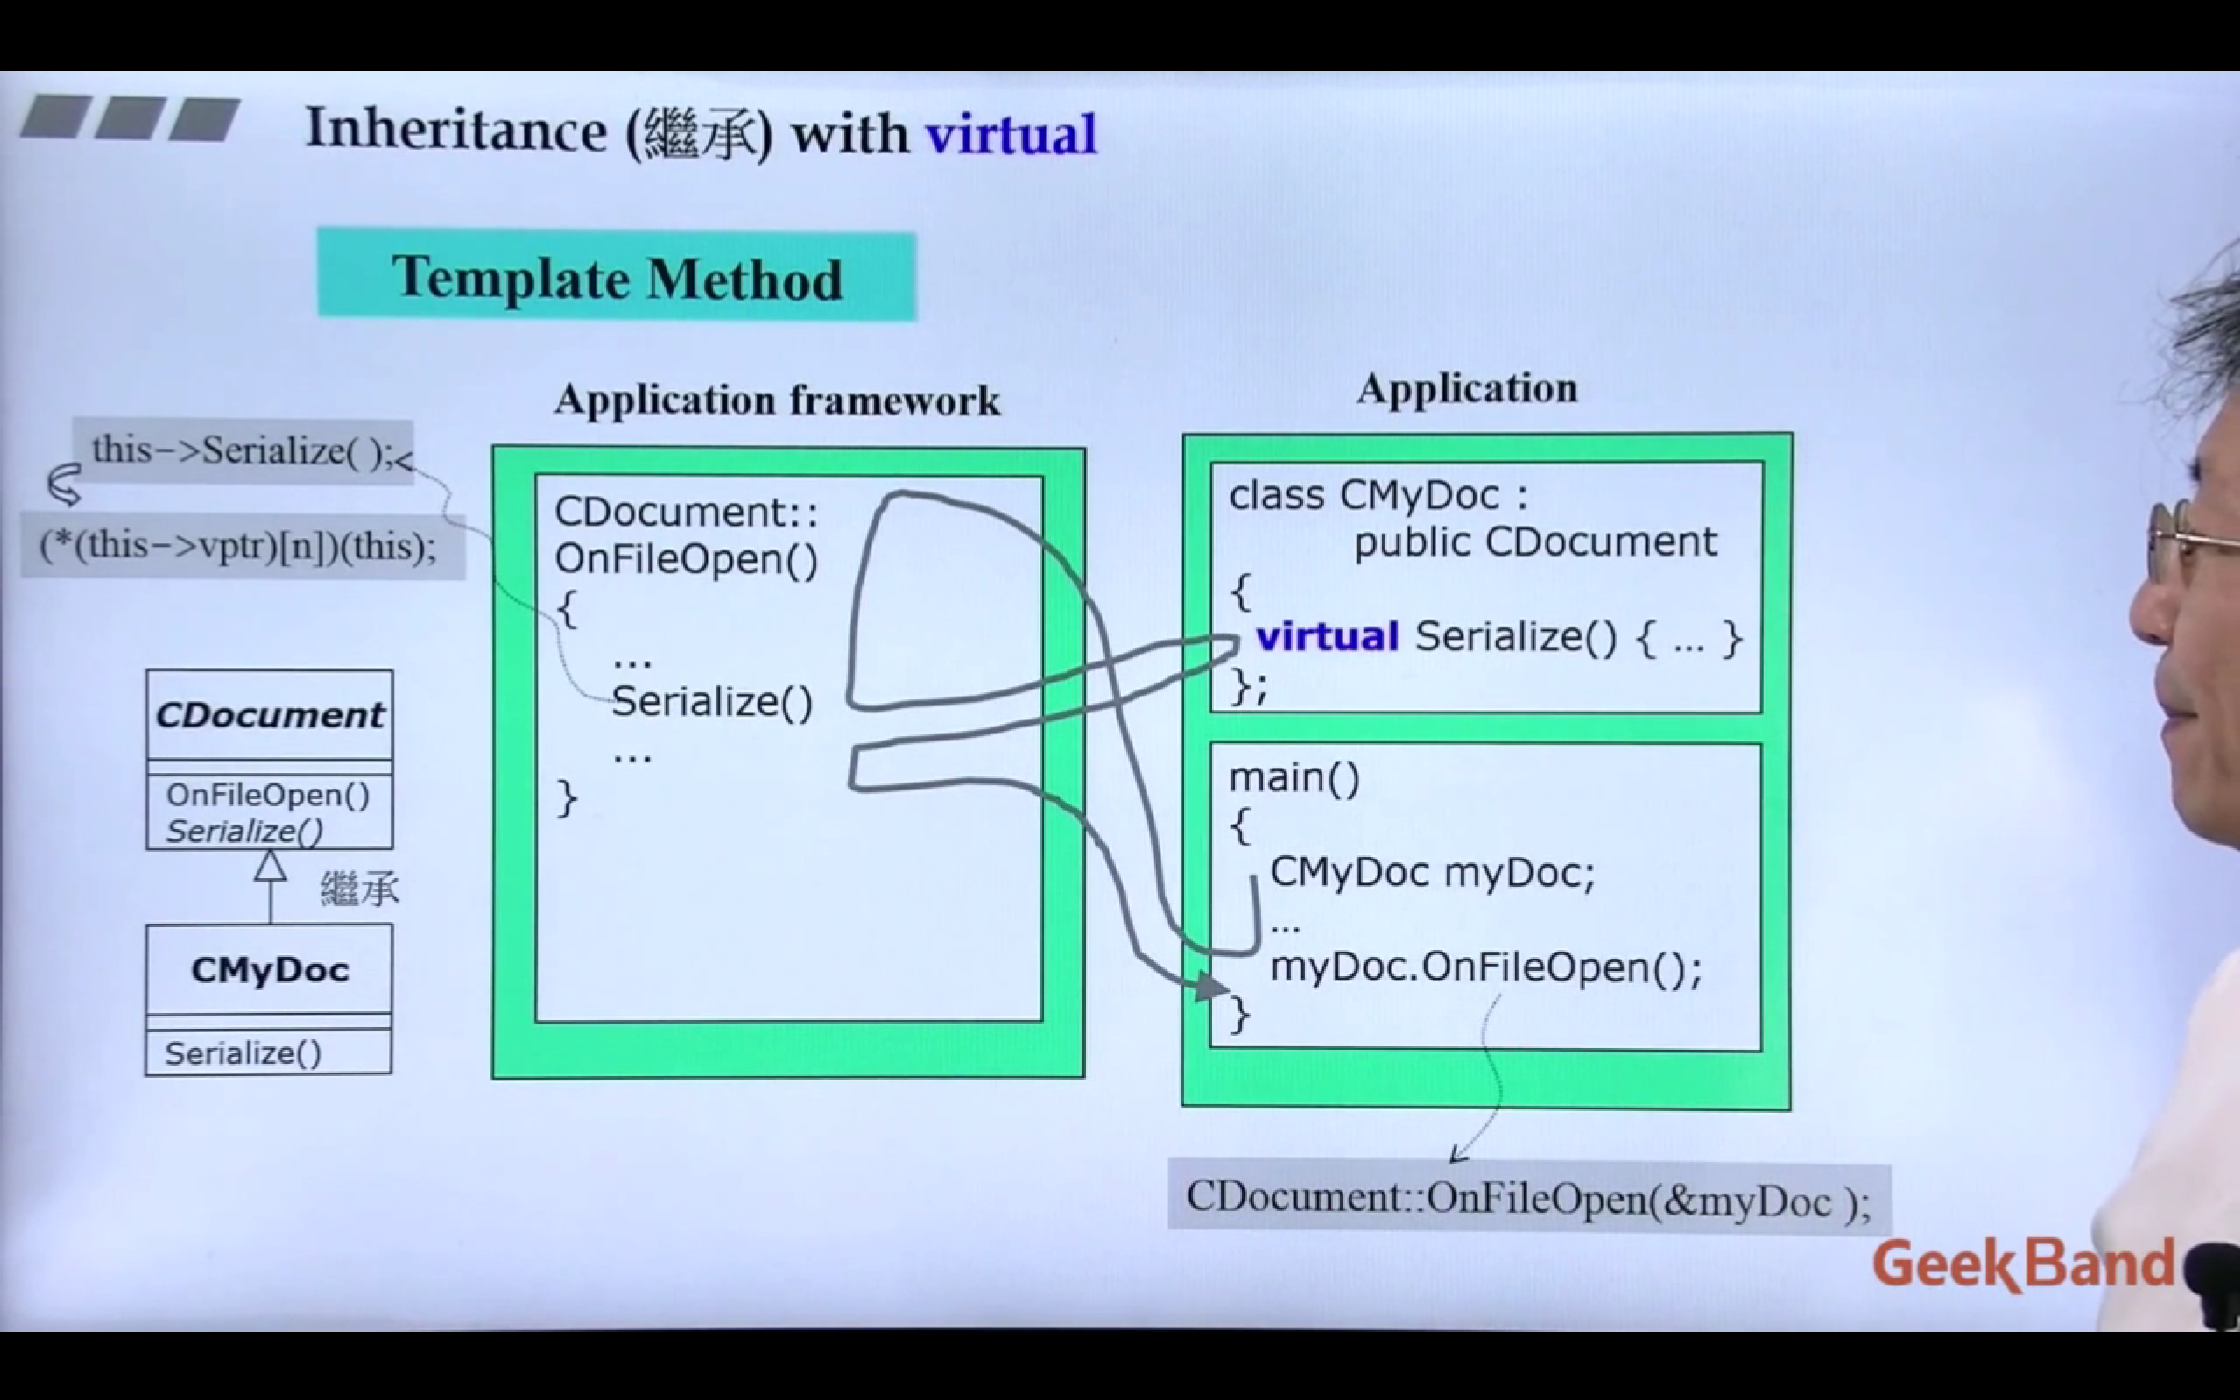 Inheritance (繼承) with virtual
Template Method
Application framework
Application
this->Serialize( );
(*(this->vptr)[n])(this);
CDocument
OnFileOpen()
Serialize()
繼承
CMyDoc
Serialize()
CDocument::
OnFileOpen()
{
...
Serialize()
...
}
class CMyDoc :
public CDocument
{
virtual Serialize() { ... }
};
main()
{
CMyDoc myDoc;
...
myDoc.OnFileOpen();
}
CDocument::OnFileOpen(&myDoc );
GeekBand